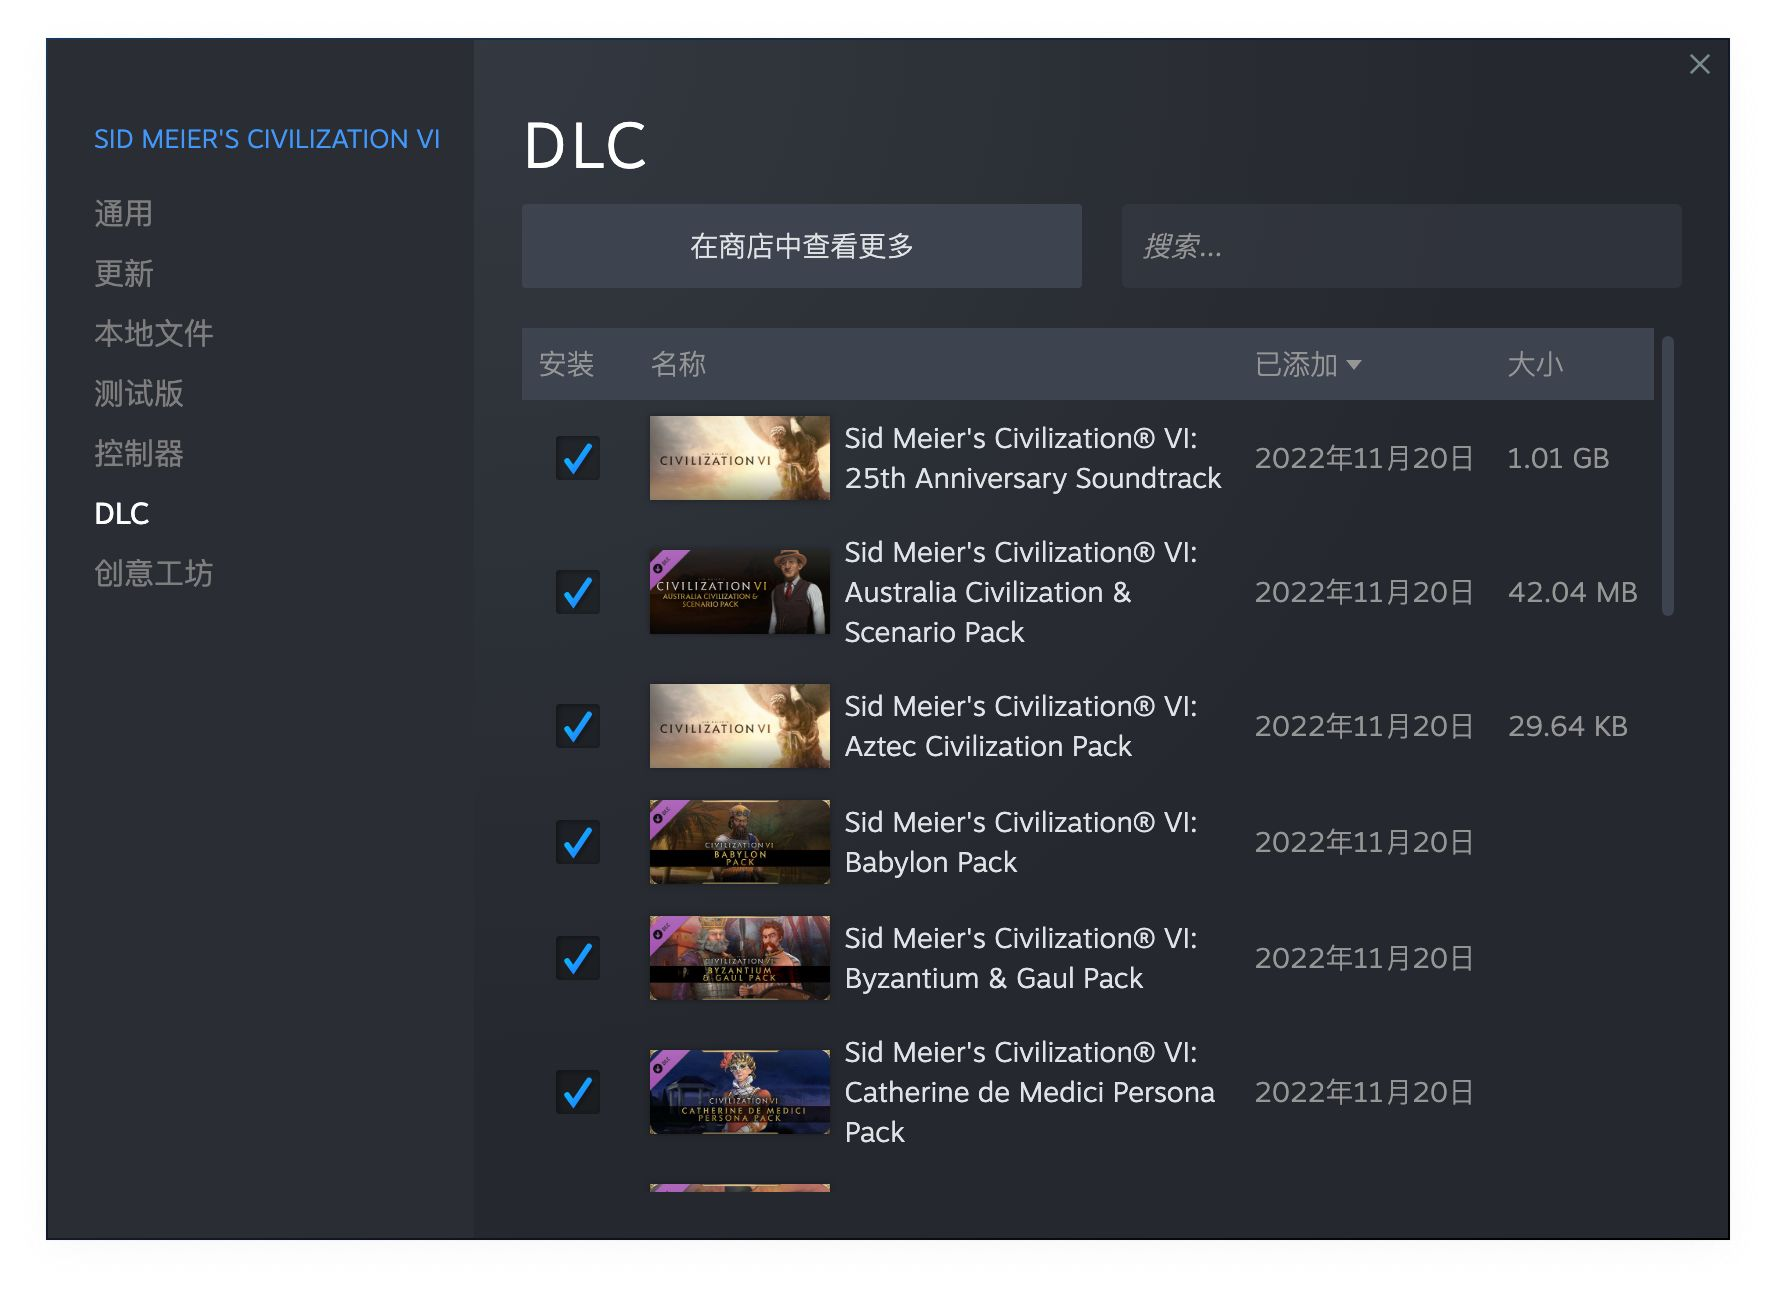 SID MEIER'S CIVILIZATION VI
通用
更新
本地文件
测试版
控制器
DLC
创意工坊
DLC
在商店中查看更多
搜索...
安装 名称 已添加 大小
CIVILIZATION VI
Sid Meier's Civilization® VI:
25th Anniversary Soundtrack
2022年11月20日 1.01 GB
DLC
CIVILIZATION VI
AUSTRALIA CIVILIZATION &
SCENARIO PACK
Sid Meier's Civilization® VI:
Australia Civilization &
Scenario Pack
2022年11月20日 42.04 MB
CIVILIZATION VI
Sid Meier's Civilization® VI:
Aztec Civilization Pack
2022年11月20日 29.64 KB
DLC
CIVILIZATION VI
BABYLON
PACK
Sid Meier's Civilization® VI:
Babylon Pack
2022年11月20日
DLC
CIVILIZATION VI
BYZANTIUM
& GAUL PACK
Sid Meier's Civilization® VI:
Byzantium & Gaul Pack
2022年11月20日
DLC
CIVILIZATION VI
CATHERINE DE MEDICI
PERSONA PACK
Sid Meier's Civilization® VI:
Catherine de Medici Persona
Pack
2022年11月20日